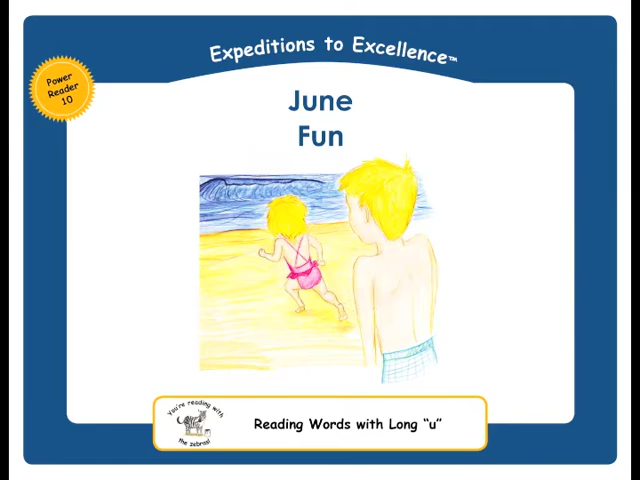 Expeditions to Excellence™
Power
Reader
10
June
Fun
You're reading with
the zebras!
Reading Words with Long “u”